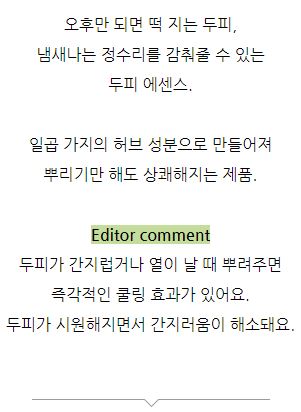 오후만 되면 떡 지는 두피,
냄새나는 정수리를 감춰줄 수 있는
두피 에센스.
일곱 가지의 허브 성분으로 만들어져
뿌리기만 해도 상쾌해지는 제품.
Editor comment
두피가 간지럽거나 열이 날 때 뿌려주면
즉각적인 쿨링 효과가 있어요.
두피가 시원해지면서 간지러움이 해소돼요.